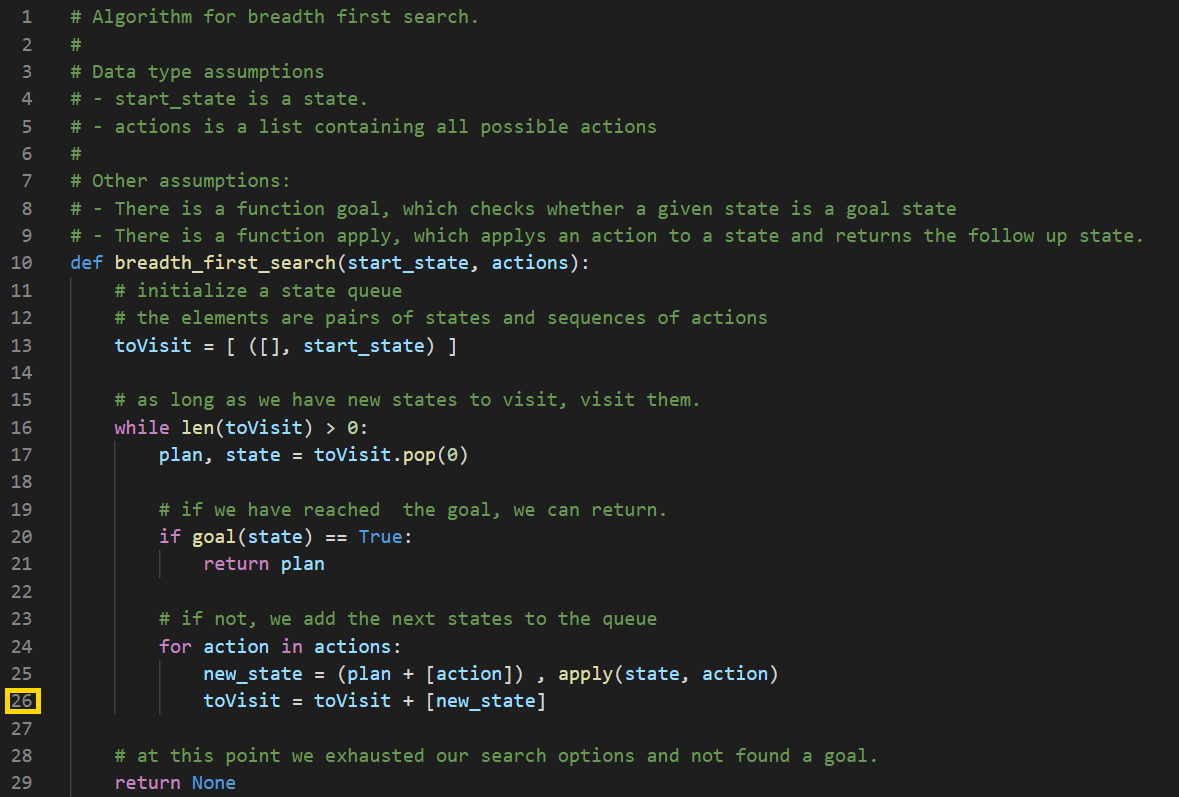 1 # Algorithm for breadth first search.
2 #
3 # Data type assumptions
4 # - start_state is a state.
5 # - actions is a list containing all possible actions
6 #
7 # Other assumptions:
8 # - There is a function goal, which checks whether a given state is a goal state
9 # - There is a function apply, which applys an action to a state and returns the follow up state.
10 def breadth_first_search(start_state, actions):
11     # initialize a state queue
12     # the elements are pairs of states and sequences of actions
13     toVisit = [ ([], start_state) ]
14
15     # as long as we have new states to visit, visit them.
16     while len(toVisit) > 0:
17         plan, state = toVisit.pop(0)
18
19         # if we have reached  the goal, we can return.
20         if goal(state) == True:
21             return plan
22
23         # if not, we add the next states to the queue
24         for action in actions:
25             new_state = (plan + [action]) , apply(state, action)
26             toVisit = toVisit + [new_state]
27
28     # at this point we exhausted our search options and not found a goal.
29     return None